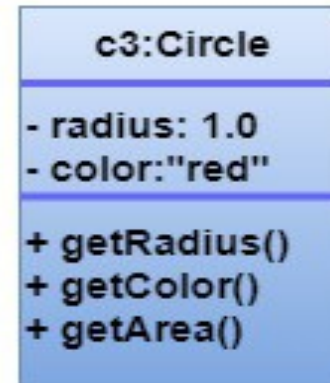 c3:Circle
- radius: 1.0
- color:"red"
+ getRadius()
+ getColor()
+ getArea()